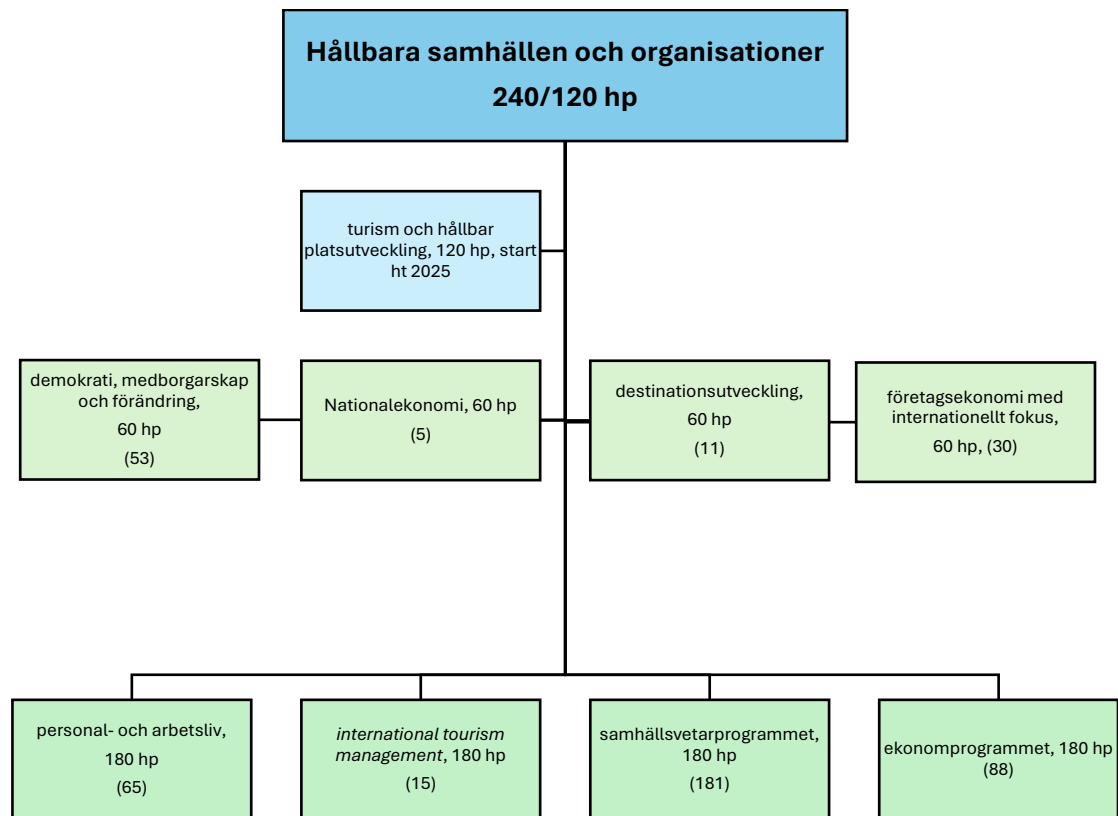 Hållbara samhällen och organisationer
240/120 hp
turism och hållbar
platsutveckling, 120 hp, start
ht 2025
demokrati, medborgarskap
och förändring,
60 hp
(53)
Nationalekonomi, 60 hp
(5)
destinationsutveckling,
60 hp
(11)
företagsekonomi med
internationellt fokus,
60 hp, (30)
personal- och arbetsliv,
180 hp
(65)
international tourism
management, 180 hp
(15)
samhällsvetarprogrammet,
180 hp
(181)
ekonomprogrammet, 180 hp
(88)